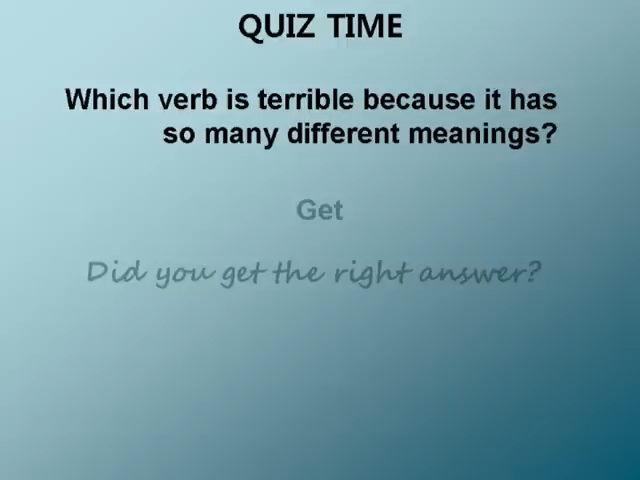 QUIZ TIME
Which verb is terrible because it has
so many different meanings?
Get
Did you get the right answer?